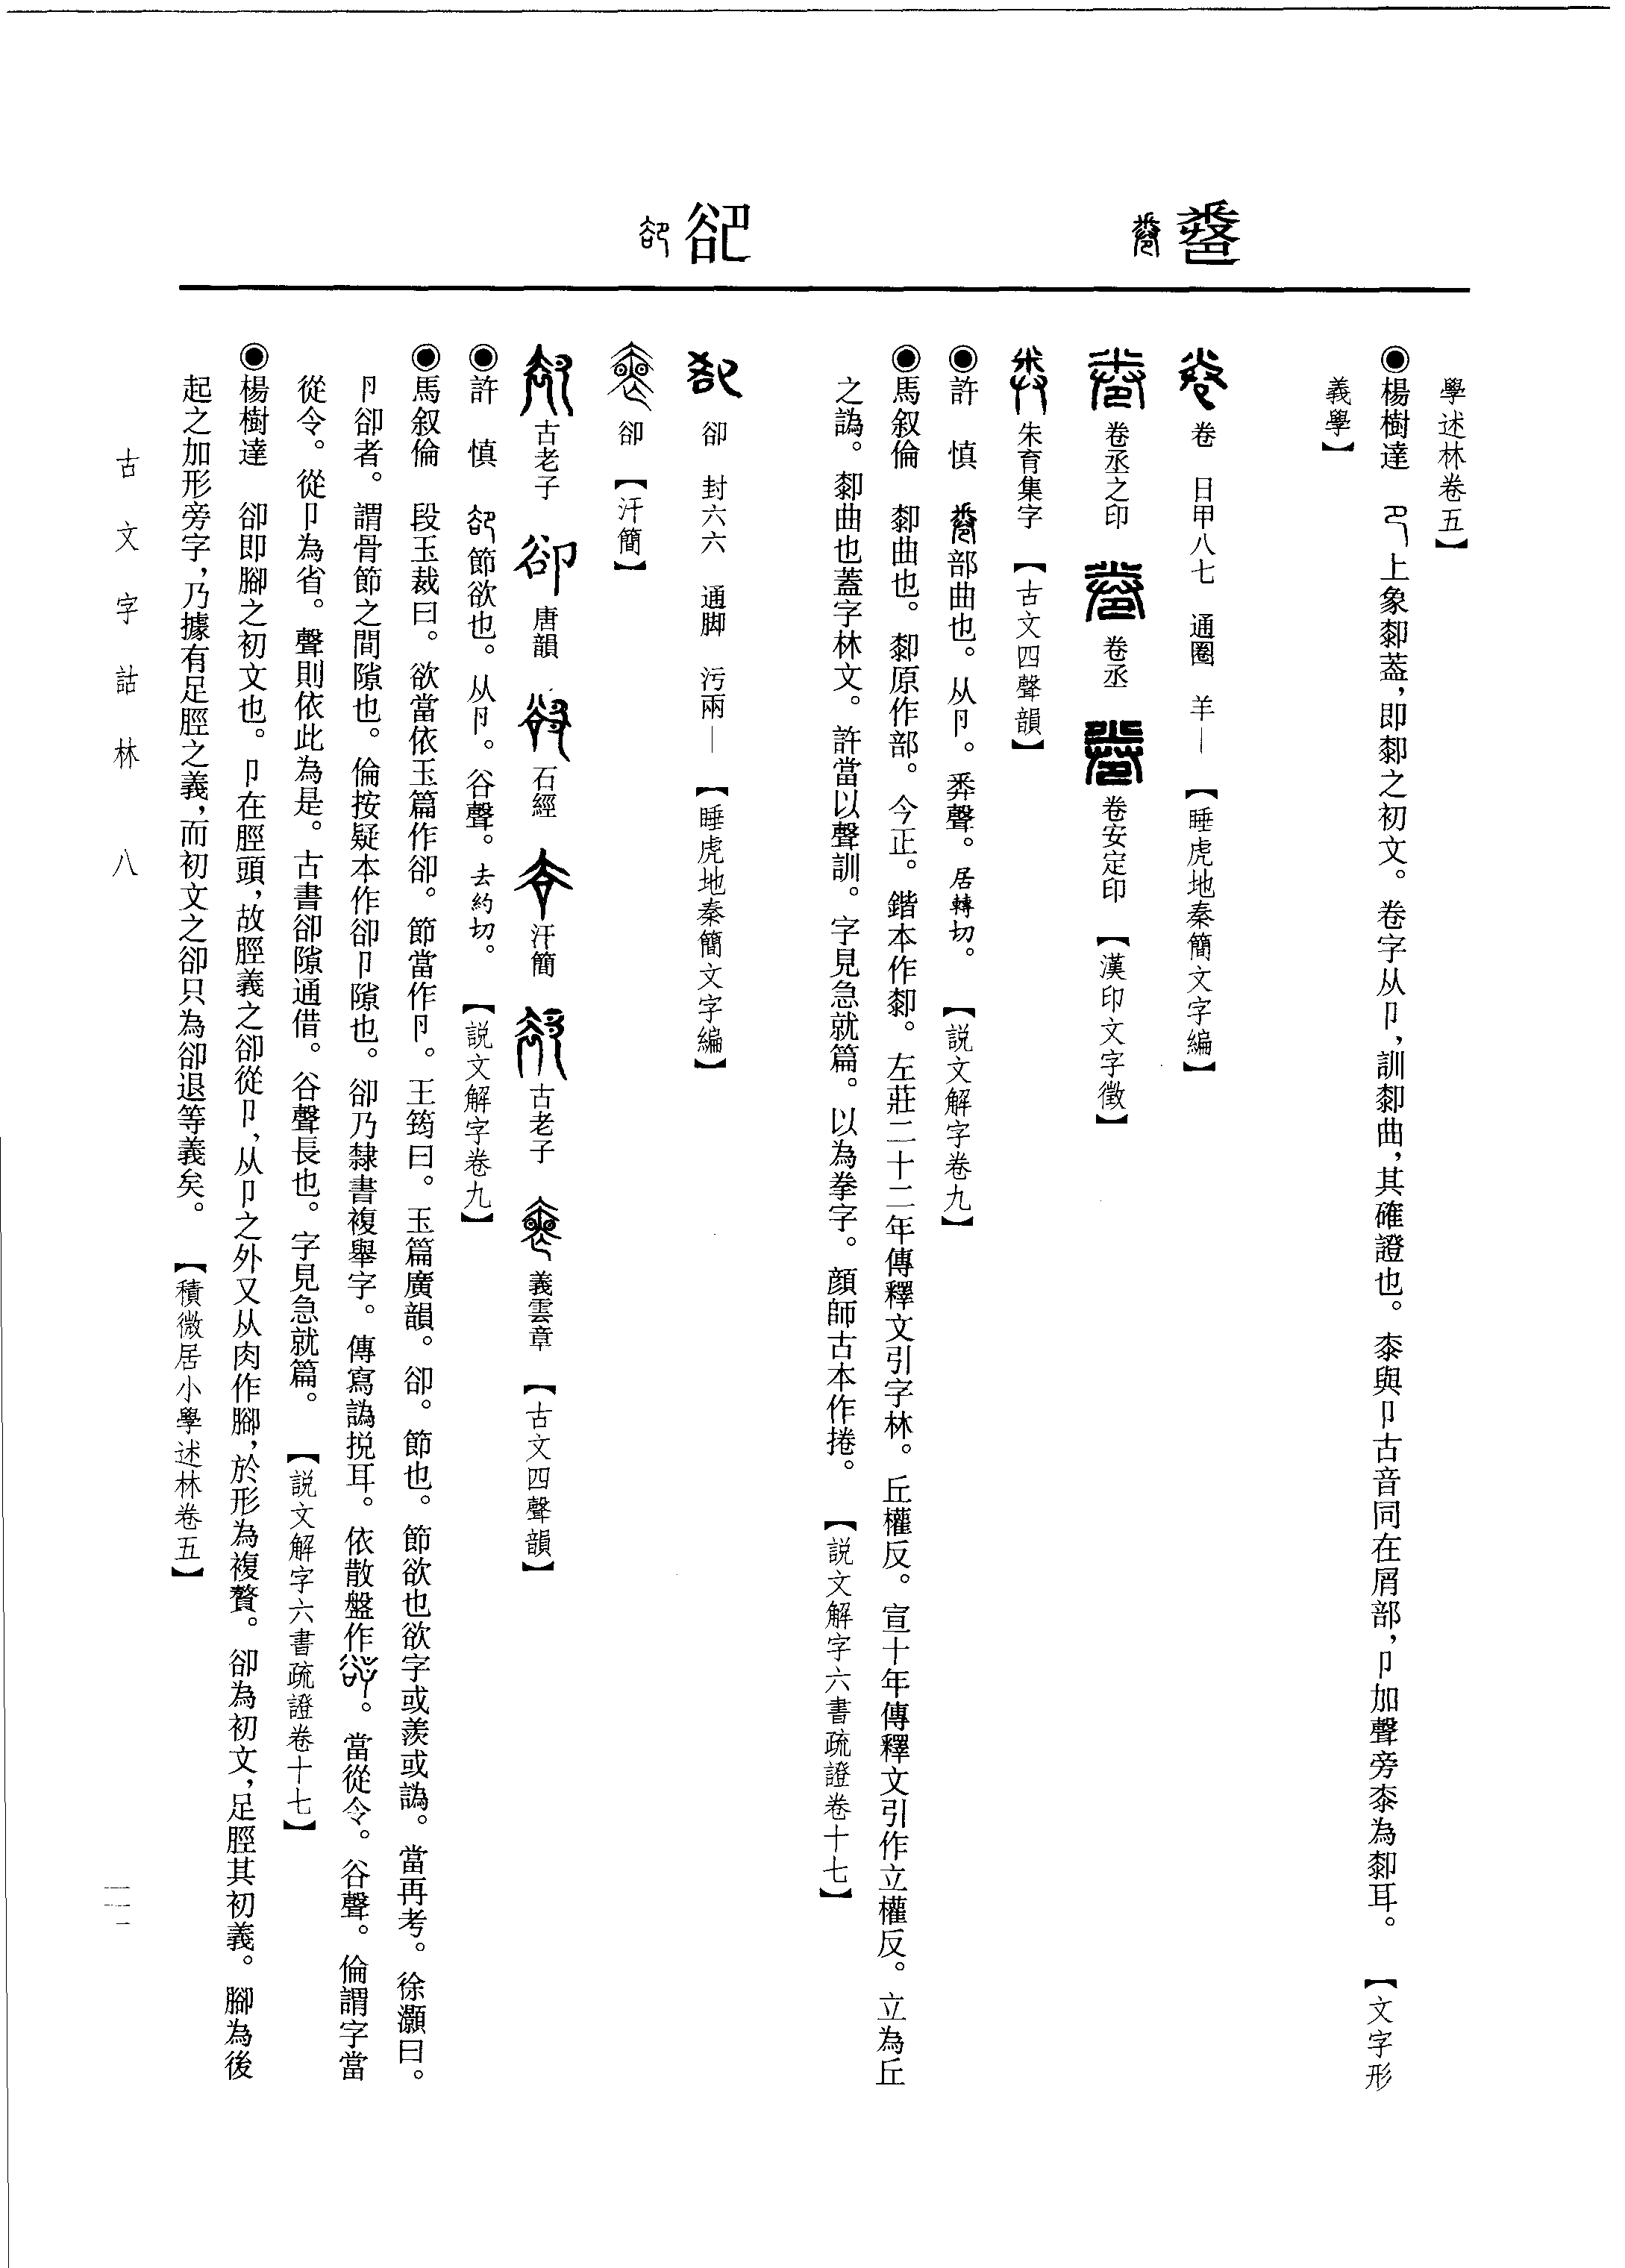 學述林卷五】
◉楊樹達　上象厀蓋，即厀之初文。卷字从卪，訓厀曲，其確證也。桼與卪古音同在屑部，卪加聲旁桼為厀耳。　【文字形
義學】
卷　日甲八七　通圈　羊—　【睡虎地秦簡文字編】
卷丞之印　卷丞　卷安定印　【漢印文字徵】
朱育集字　【古文四聲韻】
◉許　慎　部曲也。从卪。𢍏聲。居轉切。　【説文解字卷九】
◉馬叙倫　厀曲也。厀原作部。今正。鍇本作厀。左莊二十二年傳釋文引字林。丘權反。宣十年傳釋文引作立權反。立為丘
之譌。厀曲也蓋字林文。許當以聲訓。字見急就篇。以為拳字。顔師古本作捲。　【説文解字六書疏證卷十七】
卻　封六六　通脚　污兩—　【睡虎地秦簡文字編】
卻　【汗簡】
古老子　唐韻　石經　汗簡　古老子　義雲章　【古文四聲韻】
◉許　慎　節欲也。从卪。谷聲。去約切。　【説文解字卷九】
◉馬叙倫　段玉裁曰。欲當依玉篇作卻。節當作卪。王筠曰。玉篇廣韻。卻。節也。節欲也欲字或羨或譌。當再考。徐灝曰。
卪卻者。謂骨節之間隙也。倫按疑本作卻卪隙也。卻乃隸書複舉字。傳寫譌捝耳。依散盤作。當從令。谷聲。倫謂字當
從令。從卪為省。聲則依此為是。古書卻隙通借。谷聲長也。字見急就篇。　【説文解字六書疏證卷十七】
◉楊樹達　卻即腳之初文也。卪在脛頭，故脛義之卻從卪，从卪之外又从肉作腳，於形為複贅。卻為初文，足脛其初義。腳為後
起之加形旁字，乃據有足脛之義，而初文之卻只為卻退等義矣。　【積微居小學述林卷五】
古文字詁林　八